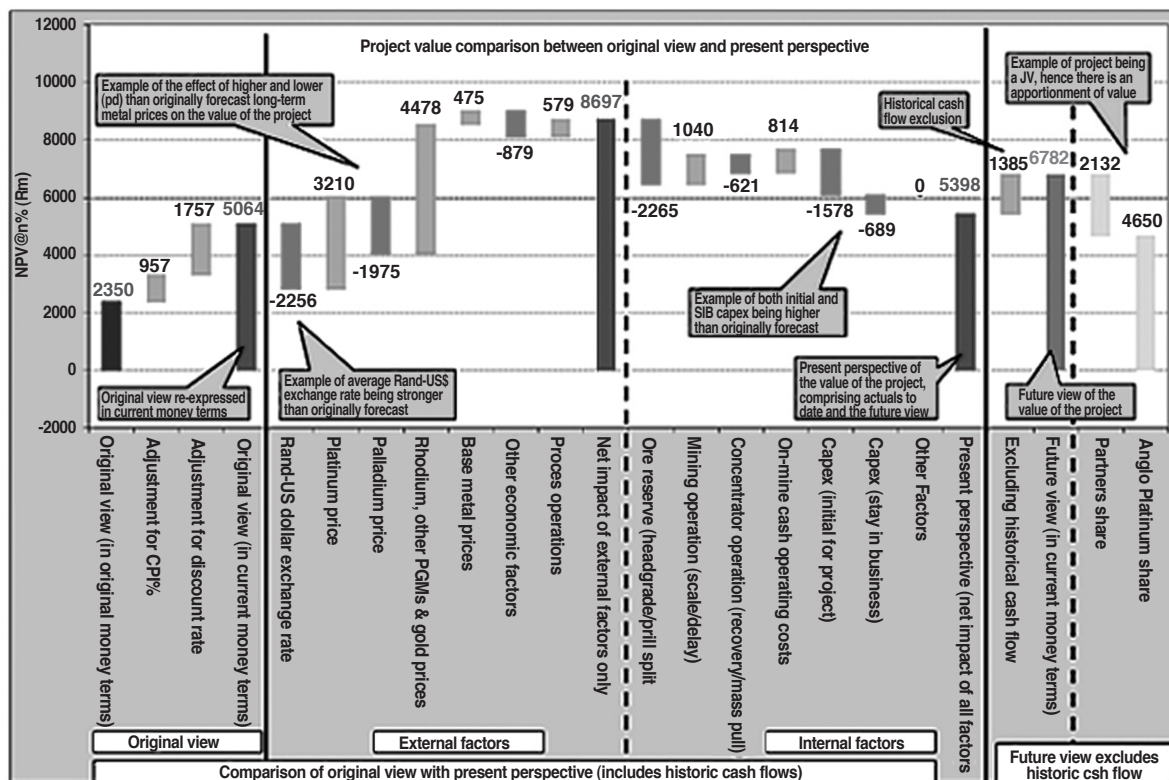 Project value comparison between original view and present perspective
NPV@n% (Rm)
12000
10000
8000
6000
4000
2000
0
-2000
Example of the effect of higher and lower
(pd) than originally forecast long-term
metal prices on the value of the project
Historical cash
flow exclusion
Example of project being
a JV, hence there is an
apportionment of value
2350
957
1757
5064
-2256
3210
-1975
4478
475
-879
579
8697
-2265
1040
-621
814
-1578
-689
0
5398
1385
6782
2132
4650
Original view re-expressed
in current money terms
Example of average Rand-US$
exchange rate being stronger
than originally forecast
Example of both initial and
SIB capex being higher
than originally forecast
Present perspective of
the value of the project,
comprising actuals to
date and the future view
Future view of the
value of the project
Original view (in original money terms)
Adjustment for CPI%
Adjustment for discount rate
Original view (in current money terms)
Rand-US dollar exchange rate
Platinum price
Palladium price
Rhodium, other PGMs & gold prices
Base metal prices
Other economic factors
Proces operations
Net impact of external factors only
Ore reserve (headgrade/prill split
Mining operation (scale/delay)
Concentrator operation (recovery/mass pull)
On-mine cash operating costs
Capex (initial for project)
Capex (stay in business)
Other Factors
Present perspective (net impact of all factors
Excluding historical cash flow
Future view (in current money terms)
Partners share
Anglo Platinum share
Original view
External factors
Internal factors
Future view excludes
historic csh flow
Comparison of original view with present perspective (includes historic cash flows)